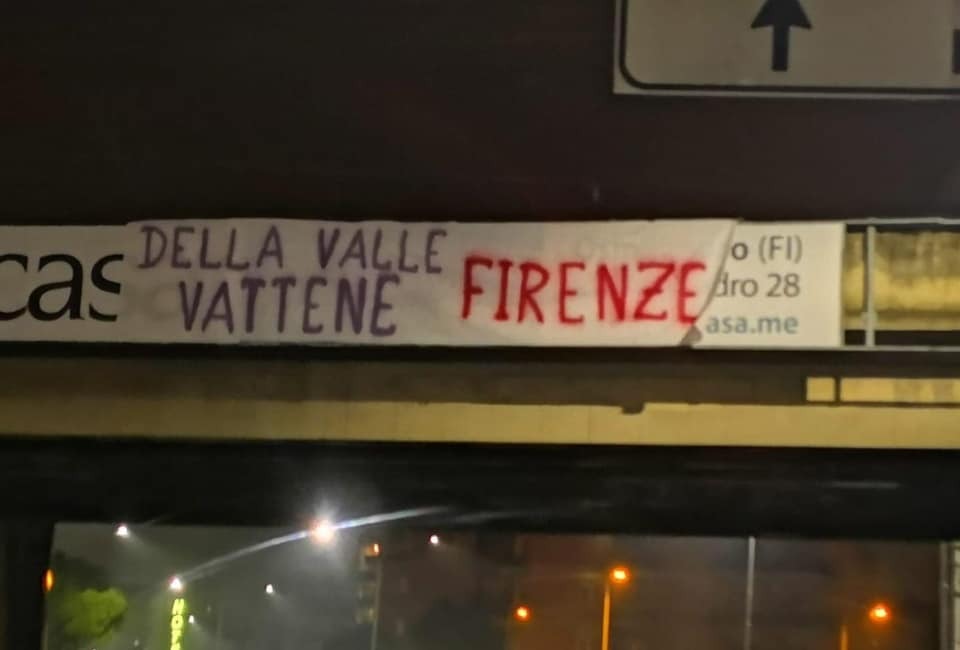 cas
DELLA VALLE
VATTENE
FIRENZE
o (FI)
dro 28
asa.me